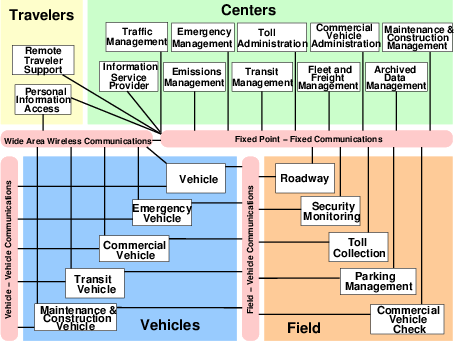 Travelers
Centers
Remote
Traveler
Support
Personal
Information
Access
Traffic
Management
Emergency
Management
Toll
Administration
Commercial
Vehicle
Administration
Maintenance &
Construction
Management
Information
Service
Provider
Emissions
Management
Transit
Management
Fleet and
Freight
Management
Archived
Data
Management
Wide Area Wireless Communications
Fixed Point – Fixed Communications
Vehicle – Vehicle Communications
Vehicle
Emergency
Vehicle
Commercial
Vehicle
Transit
Vehicle
Maintenance &
Construction
Vehicle
Vehicles
Field – Vehicle Communications
Roadway
Security
Monitoring
Toll
Collection
Parking
Management
Commercial
Vehicle
Check
Field